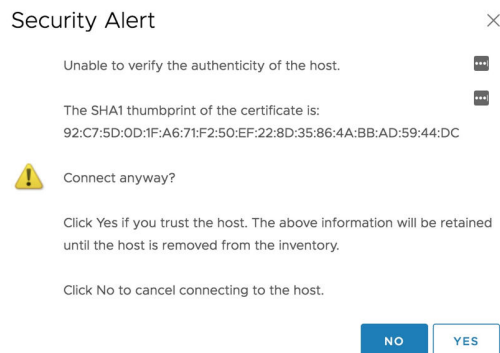 Security Alert
Unable to verify the authenticity of the host.
The SHA1 thumbprint of the certificate is:
92:C7:5D:0D:1F:A6:71:F2:50:EF:22:8D:35:86:4A:BB:AD:59:44:DC
Connect anyway?
Click Yes if you trust the host. The above information will be retained
until the host is removed from the inventory.
Click No to cancel connecting to the host.
NO YES